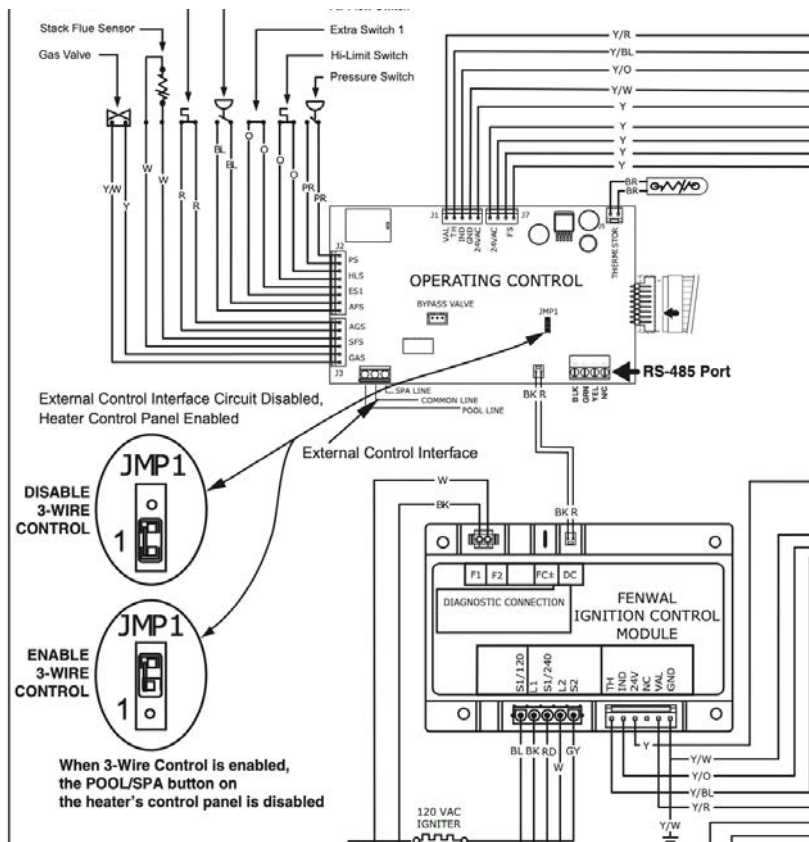 Stack Flue Sensor
Gas Valve
Extra Switch 1
Hi-Limit Switch
Pressure Switch
Y/R
Y/BL
Y/O
Y/W
Y
Y
Y
Y
Y
BR
BR
W
W
R
R
BL
BL
O
O
O
O
PR
PR
Y/W
Y
J1
VAL
TH
IND
GND
24VAC
24VAC
FS
J7
J5
THERMESTOR
J2
PS
HLS
ES1
AFS
AGS
SFS
GAS
J3
OPERATING CONTROL
BYPASS VALVE
JMP1
RS-485 Port
BLK
GRN
YEL
N/C
SPA LINE
COMMON LINE
POOL LINE
BK R
External Control Interface Circuit Disabled,
Heater Control Panel Enabled
External Control Interface
JMP1
1
DISABLE
3-WIRE
CONTROL
JMP1
1
ENABLE
3-WIRE
CONTROL
When 3-Wire Control is enabled,
the POOL/SPA button on
the heater's control panel is disabled
W
BK
BK R
F1 F2 FC± DC
DIAGNOSTIC CONNECTION
FENWAL
IGNITION CONTROL
MODULE
S1/120
L1
S1/240
L2
S2
TH
IND
24V
NC
VAL
GND
BL BK RD W GY
Y
Y/W
Y/O
Y/BL
Y/R
Y/W
120 VAC
IGNITER